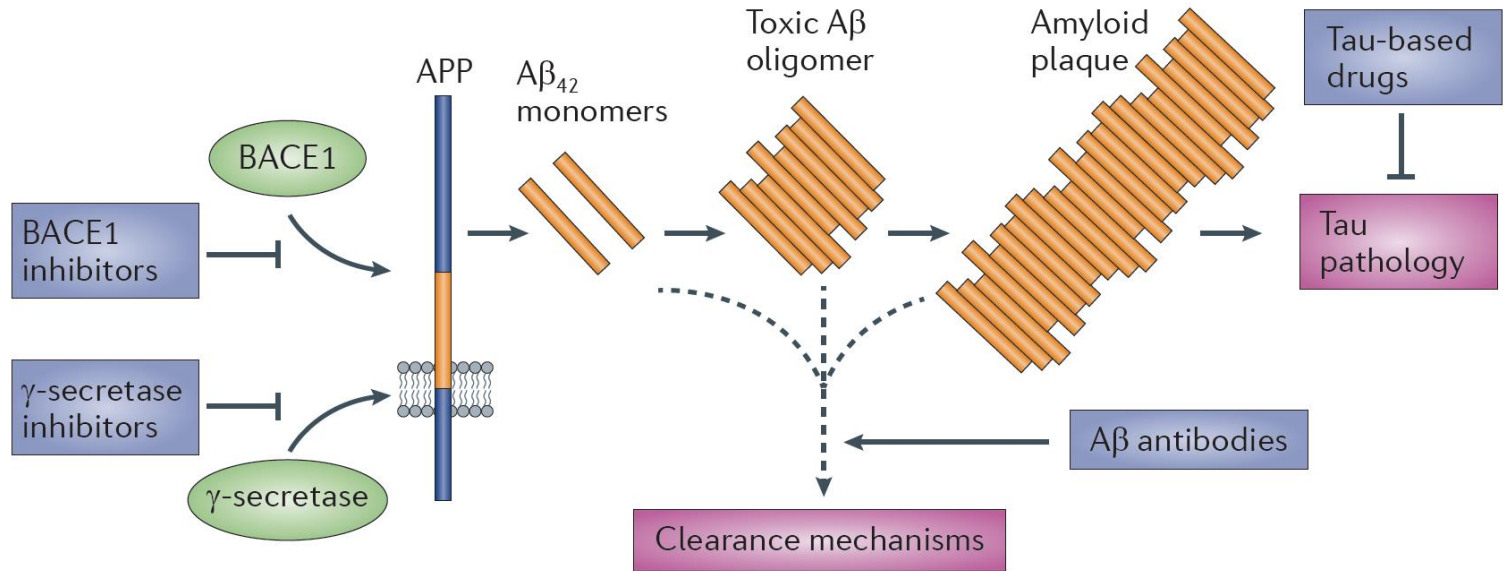 APP
Aβ₄₂
monomers
Toxic Aβ
oligomer
Amyloid
plaque
Tau-based
drugs
BACE1
BACE1
inhibitors
Tau
pathology
γ-secretase
inhibitors
γ-secretase
Aβ antibodies
Clearance mechanisms